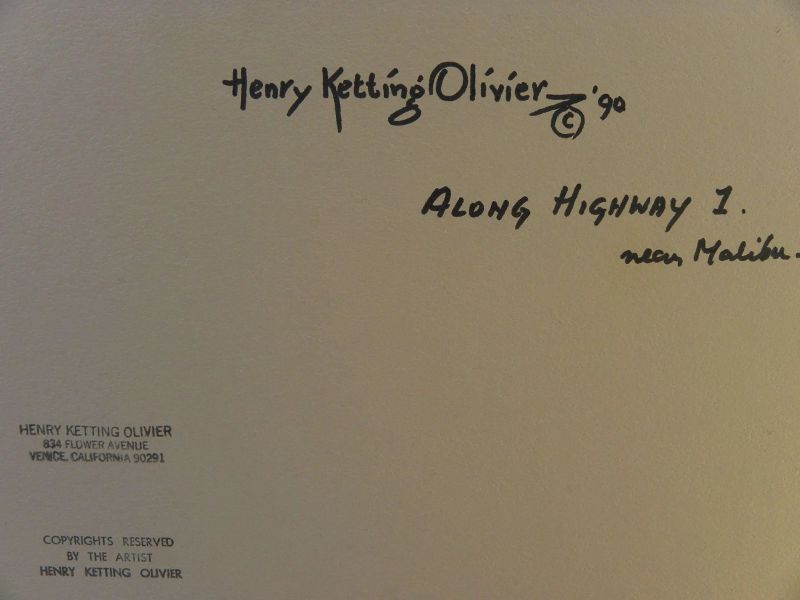 Henry Ketting Olivier © '90
ALONG HIGHWAY 1.
near Malibu.
HENRY KETTING OLIVIER
834 FLOWER AVENUE
VENICE, CALIFORNIA 90291
COPYRIGHTS RESERVED
BY THE ARTIST
HENRY KETTING OLIVIER